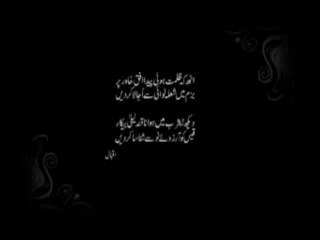 اٹھ کہ ظلمت ہوئی پیدا افق خاور پر
بزم میں شعلہ نوائی سے اجالا کر دیں
دیکھ یثرب میں ہوا ناقۂ لیلیٰ بیکار
قیس کو آرزوئے نو سے شناسا کر دیں
اقبال